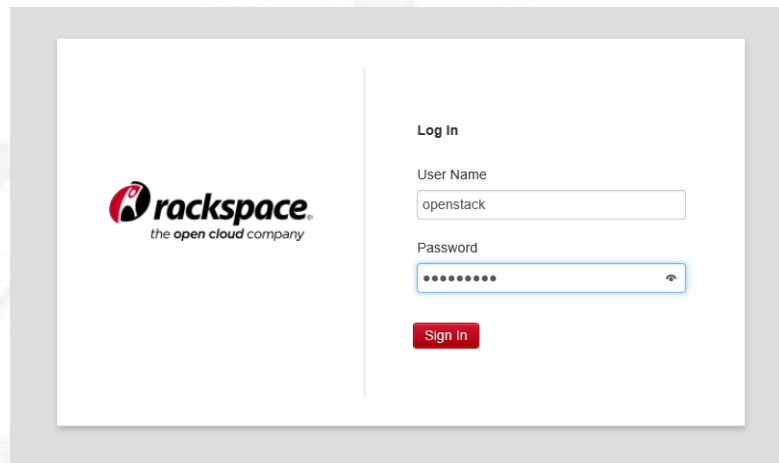 Log In
User Name
openstack
Password
•••••••••
rackspace.
the open cloud company
Sign In